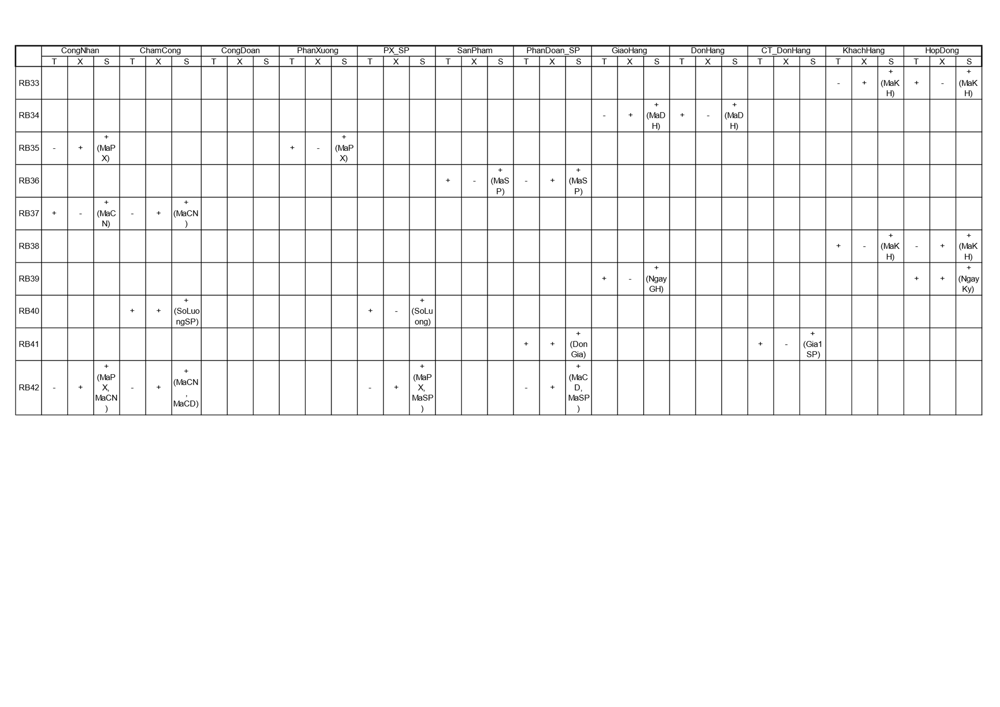 CongNhan ChamCong CongDoan PhanXuong PX_SP SanPham PhanDoan_SP GiaoHang DonHang CT_DonHang KhachHang HopDong
T X S T X S T X S T X S T X S T X S T X S T X S T X S T X S T X S T X S
RB33 - + + (MaKH) + - + (MaKH)
RB34 - + + (MaDH) + - + (MaDH)
RB35 - + + (MaPX) + - + (MaPX)
RB36 + - + (MaSP) - + + (MaSP)
RB37 + - + (MaCN) - + + (MaCN)
RB38 + - + (MaKH) - + + (MaKH)
RB39 + - + (NgayGH) + + + (NgayKy)
RB40 + + + (SoLuongSP) + - + (SoLuong)
RB41 + + + (DonGia) + - + (Gia1SP)
RB42 - + + (MaPX, MaCN) - + + (MaCN, MaCD) - + + (MaPX, MaSP) - + + (MaCD, MaSP)